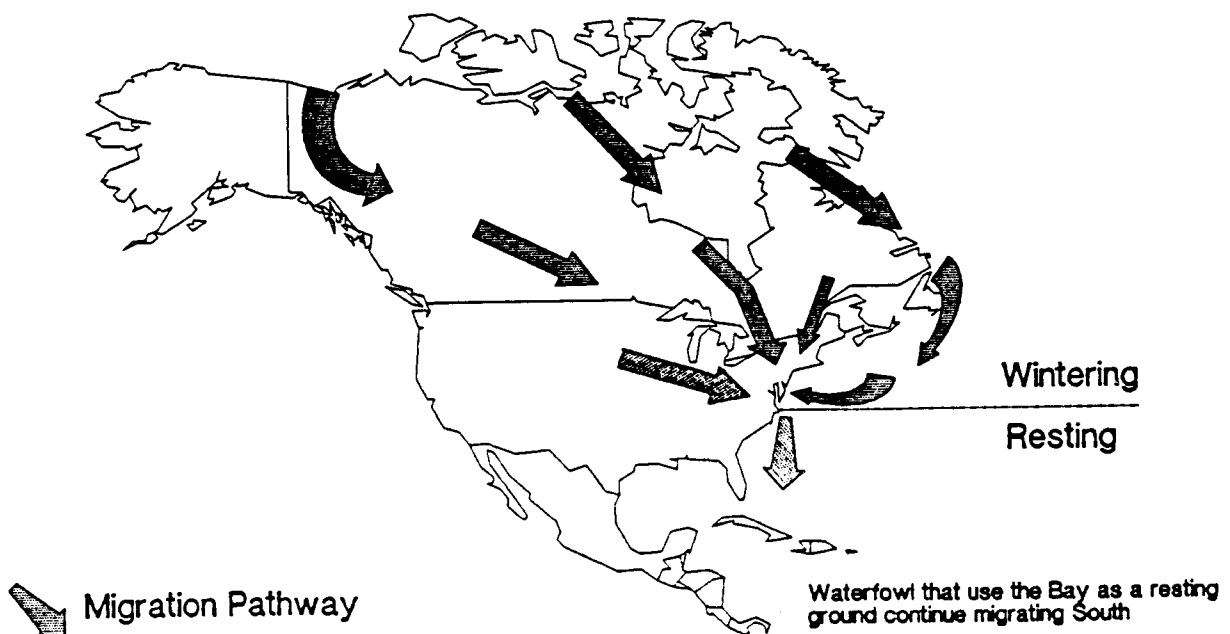 Wintering
Resting
Migration Pathway
Waterfowl that use the Bay as a resting
ground continue migrating South